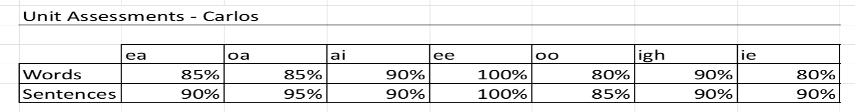 Unit Assessments - Carlos
ea oa ai ee oo igh ie
Words 85% 85% 90% 100% 80% 90% 80%
Sentences 90% 95% 90% 100% 85% 90% 90%